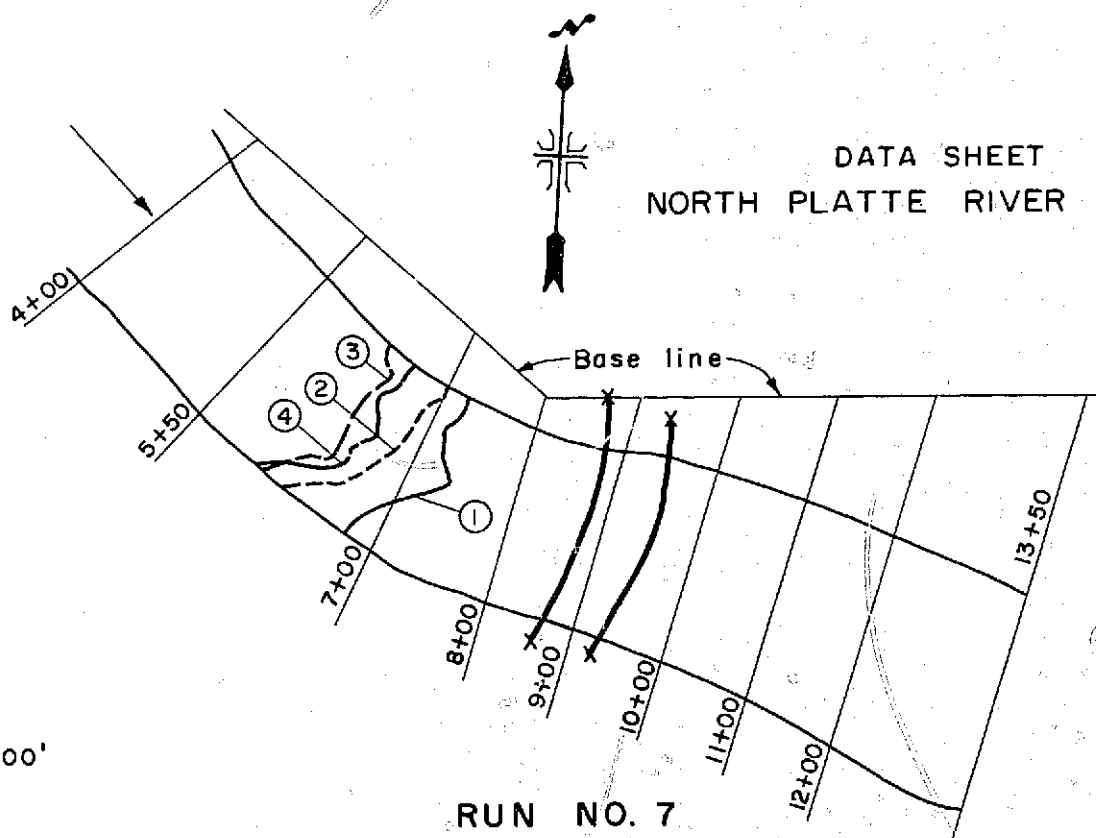 N
DATA SHEET
NORTH PLATTE RIVER
4+00
5+50
7+00
8+00
9+00
10+00
11+00
12+00
13+50
Base line
3
2
4
1
00'
RUN NO. 7